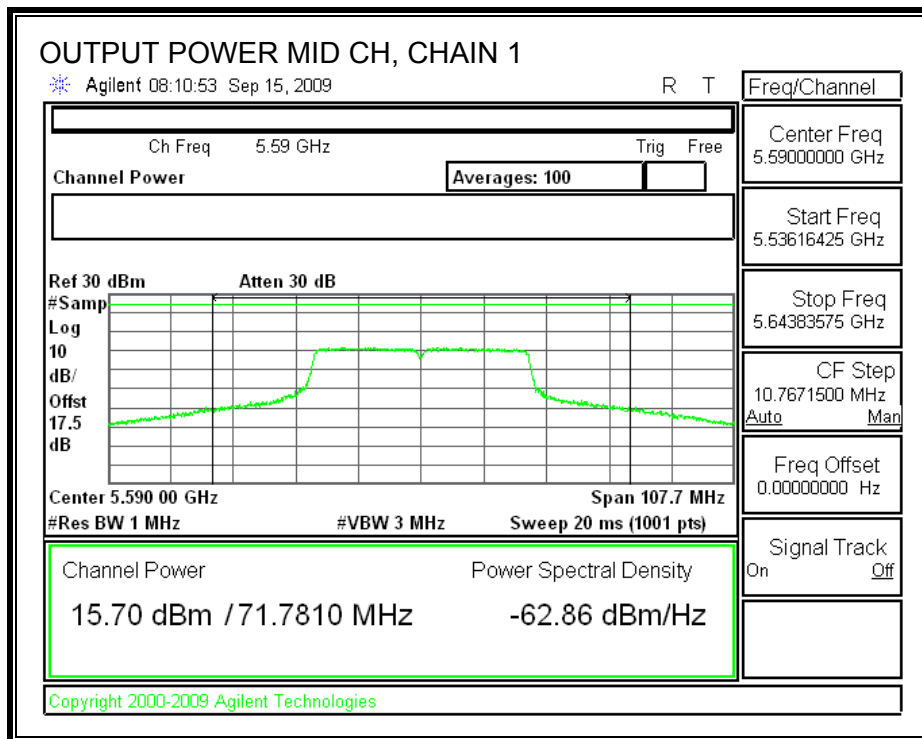 OUTPUT POWER MID CH, CHAIN 1
Agilent 08:10:53 Sep 15, 2009 R T
Ch Freq 5.59 GHz Trig Free
Channel Power Averages: 100
Ref 30 dBm Atten 30 dB
#Samp
Log
10
dB/
Offst
17.5
dB
Center 5.590 00 GHz Span 107.7 MHz
#Res BW 1 MHz #VBW 3 MHz Sweep 20 ms (1001 pts)
Channel Power Power Spectral Density
15.70 dBm / 71.7810 MHz -62.86 dBm/Hz
Copyright 2000-2009 Agilent Technologies
Freq/Channel
Center Freq
5.59000000 GHz
Start Freq
5.53616425 GHz
Stop Freq
5.64383575 GHz
CF Step
10.7671500 MHz
Auto Man
Freq Offset
0.00000000 Hz
Signal Track
On Off